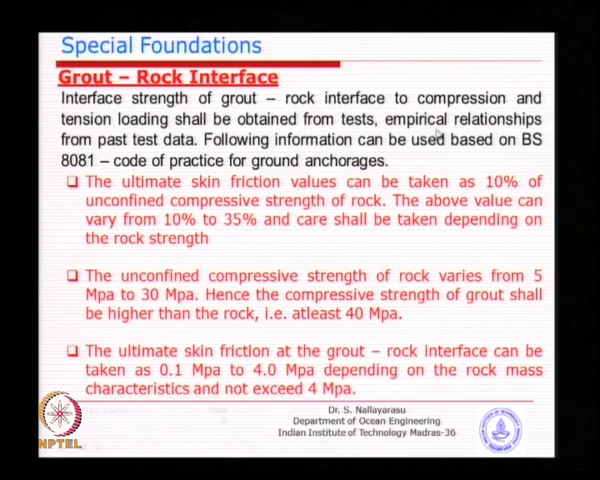 Special Foundations
Grout – Rock Interface
Interface strength of grout – rock interface to compression and
tension loading shall be obtained from tests, empirical relationships
from past test data. Following information can be used based on BS
8081 – code of practice for ground anchorages.
❑ The ultimate skin friction values can be taken as 10% of
unconfined compressive strength of rock. The above value can
vary from 10% to 35% and care shall be taken depending on
the rock strength
❑ The unconfined compressive strength of rock varies from 5
Mpa to 30 Mpa. Hence the compressive strength of grout shall
be higher than the rock, i.e. atleast 40 Mpa.
❑ The ultimate skin friction at the grout – rock interface can be
taken as 0.1 Mpa to 4.0 Mpa depending on the rock mass
characteristics and not exceed 4 Mpa.
Dr. S. Nallayarasu
Department of Ocean Engineering
Indian Institute of Technology Madras-36
NPTEL